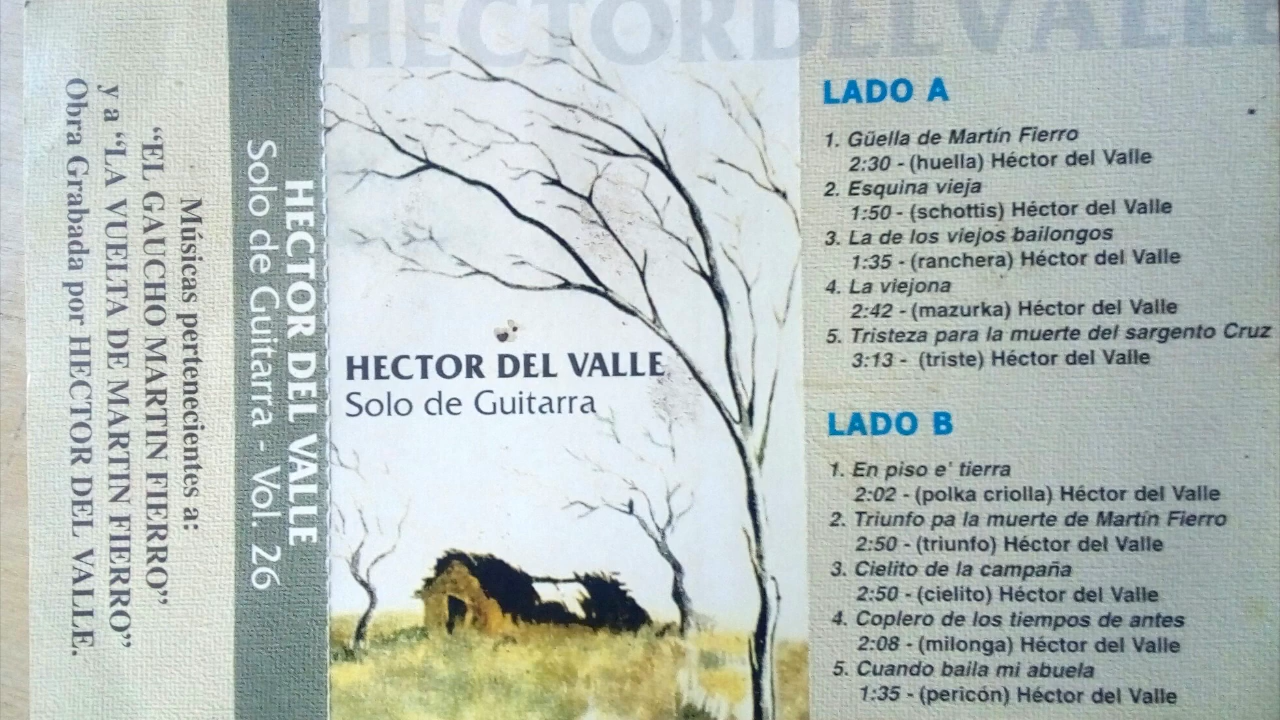 Músicas pertenecientes a:
"EL GAUCHO MARTIN FIERRO"
y a "LA VUELTA DE MARTIN FIERRO"
Obra Grabada por HECTOR DEL VALLE.
HECTOR DEL VALLE
Solo de Guitarra - Vol. 26
HECTORDELVALLE
HECTOR DEL VALLE
Solo de Guitarra
LADO A
1. Güella de Martín Fierro
2:30 - (huella) Héctor del Valle
2. Esquina vieja
1:50 - (schottis) Héctor del Valle
3. La de los viejos bailongos
1:35 - (ranchera) Héctor del Valle
4. La viejona
2:42 - (mazurka) Héctor del Valle
5. Tristeza para la muerte del sargento Cruz
3:13 - (triste) Héctor del Valle
LADO B
1. En piso e' tierra
2:02 - (polka criolla) Héctor del Valle
2. Triunfo pa la muerte de Martín Fierro
2:50 - (triunfo) Héctor del Valle
3. Cielito de la campaña
2:50 - (cielito) Héctor del Valle
4. Coplero de los tiempos de antes
2:08 - (milonga) Héctor del Valle
5. Cuando baila mi abuela
1:35 - (pericón) Héctor del Valle